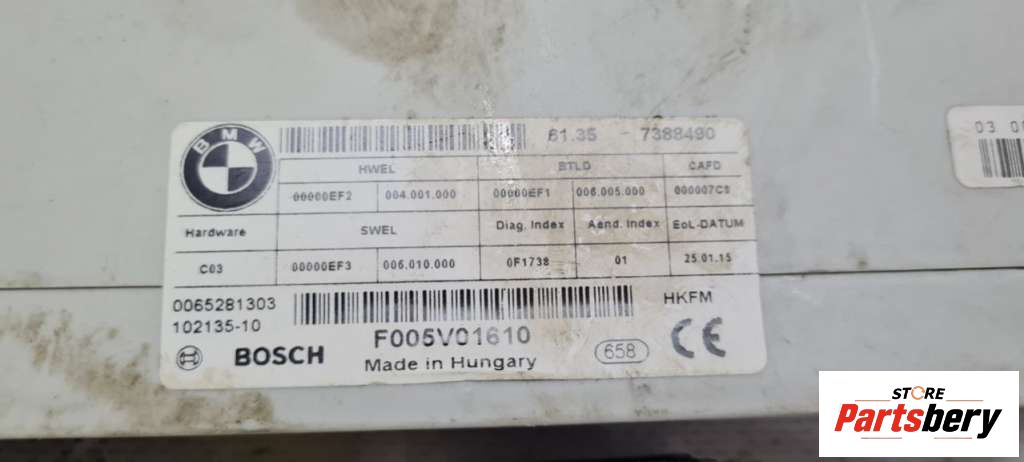 BMW
61.35 - 7388490
HWEL BTLD CAFD
00000EF2 004.001.000 00000EF1 006.005.000 000007C8
Hardware SWEL Diag. Index Aend. Index EoL-DATUM
C03 00000EF3 006.010.000 0F1738 01 25.01.15
0065281303 HKFM
102135-10
F005V01610
BOSCH Made in Hungary 658 CE
03
STORE
Partsbery